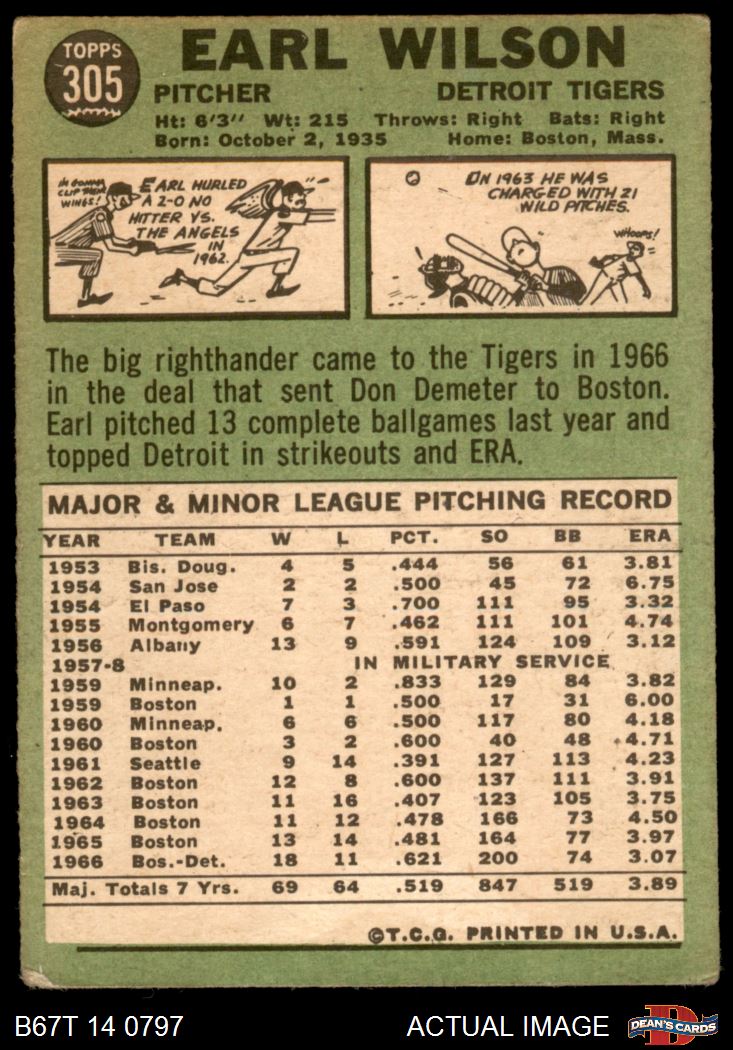 TOPPS
305
EARL WILSON
PITCHER DETROIT TIGERS
Ht: 6'3" Wt: 215 Throws: Right Bats: Right
Born: October 2, 1935 Home: Boston, Mass.
I'M GONNA
CLIP THEM
WINGS!
EARL HURLED
A 2-0 NO
HITTER VS.
THE ANGELS
IN
1962.
ON 1963 HE WAS
CHARGED WITH 21
WILD PITCHES.
WHOOPS!
The big righthander came to the Tigers in 1966
in the deal that sent Don Demeter to Boston.
Earl pitched 13 complete ballgames last year and
topped Detroit in strikeouts and ERA.
MAJOR & MINOR LEAGUE PITCHING RECORD
YEAR TEAM W L PCT. SO BB ERA
1953 Bis. Doug. 4 5 .444 56 61 3.81
1954 San Jose 2 2 .500 45 72 6.75
1954 El Paso 7 3 .700 111 95 3.32
1955 Montgomery 6 7 .462 111 101 4.74
1956 Albany 13 9 .591 124 109 3.12
1957-8 IN MILITARY SERVICE
1959 Minneap. 10 2 .833 129 84 3.82
1959 Boston 1 1 .500 17 31 6.00
1960 Minneap. 6 6 .500 117 80 4.18
1960 Boston 3 2 .600 40 48 4.71
1961 Seattle 9 14 .391 127 113 4.23
1962 Boston 12 8 .600 137 111 3.91
1963 Boston 11 16 .407 123 105 3.75
1964 Boston 11 12 .478 166 73 4.50
1965 Boston 13 14 .481 164 77 3.97
1966 Bos.-Det. 18 11 .621 200 74 3.07
Maj. Totals 7 Yrs. 69 64 .519 847 519 3.89
©T.C.G. PRINTED IN U.S.A.
B67T 14 0797 ACTUAL IMAGE
D
DEAN'S CARDS